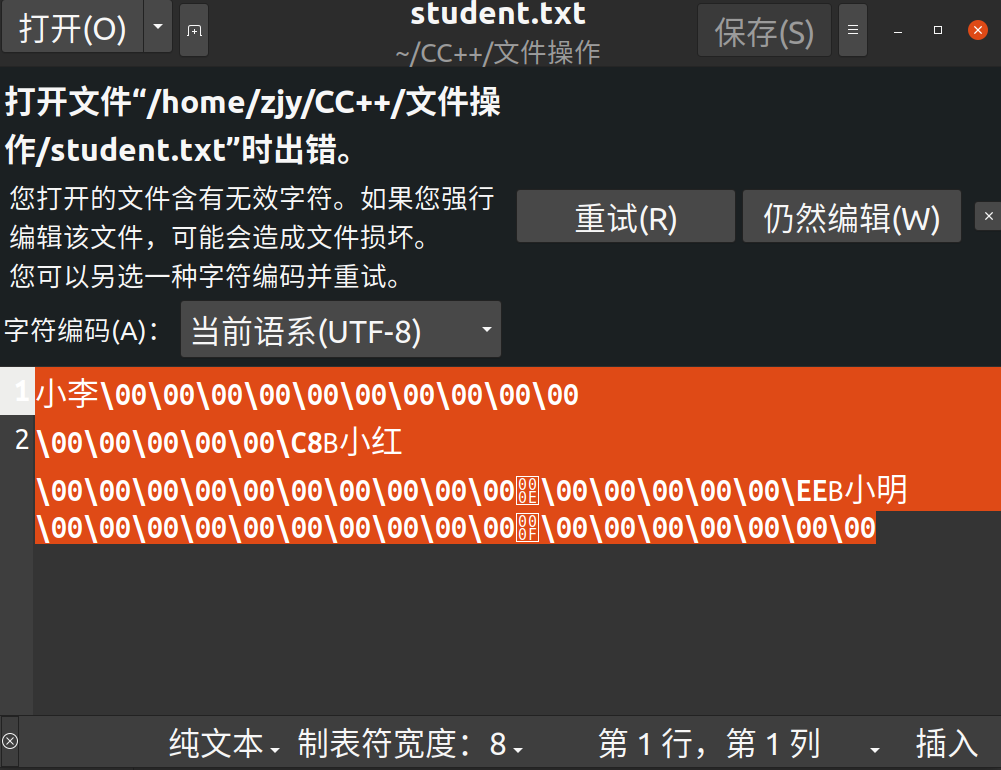 打开(O)
student.txt
~/CC++/文件操作
保存(S)
打开文件“/home/zjy/CC++/文件操
作/student.txt”时出错。
您打开的文件含有无效字符。如果您强行
编辑该文件，可能会造成文件损坏。
您可以另选一种字符编码并重试。
重试(R)
仍然编辑(W)
字符编码(A)：
当前语系(UTF-8)
1 小李\00\00\00\00\00\00\00\00\00\00
2 \00\00\00\00\00\C8B小红
\00\00\00\00\00\00\00\00\00\00000E\00\00\00\00\00\EEB小明
\00\00\00\00\00\00\00\00\00\00000F\00\00\00\00\00\00\00
纯文本 制表符宽度：8 第 1 行，第 1 列 插入